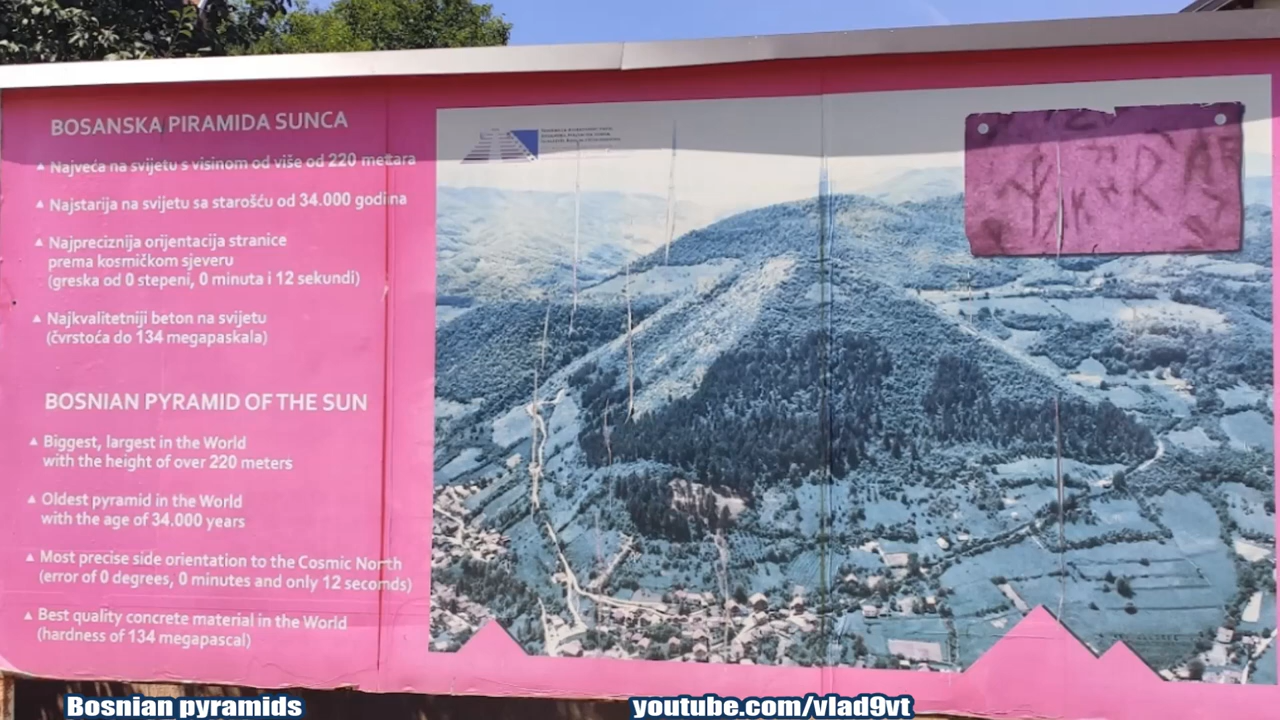 BOSANSKA PIRAMIDA SUNCA
Najveća na svijetu s visinom od više od 220 metara
Najstarija na svijetu sa starošću od 34.000 godina
Najpreciznija orijentacija stranice
prema kosmičkom sjeveru
(greska od 0 stepeni, 0 minuta i 12 sekundi)
Najkvalitetniji beton na svijetu
(čvrstoća do 134 megapaskala)
BOSNIAN PYRAMID OF THE SUN
Biggest, largest in the World
with the height of over 220 meters
Oldest pyramid in the World
with the age of 34.000 years
Most precise side orientation to the Cosmic North
(error of 0 degrees, 0 minutes and only 12 seconds)
Best quality concrete material in the World
(hardness of 134 megapascal)
Bosnian pyramids
youtube.com/vlad9vt